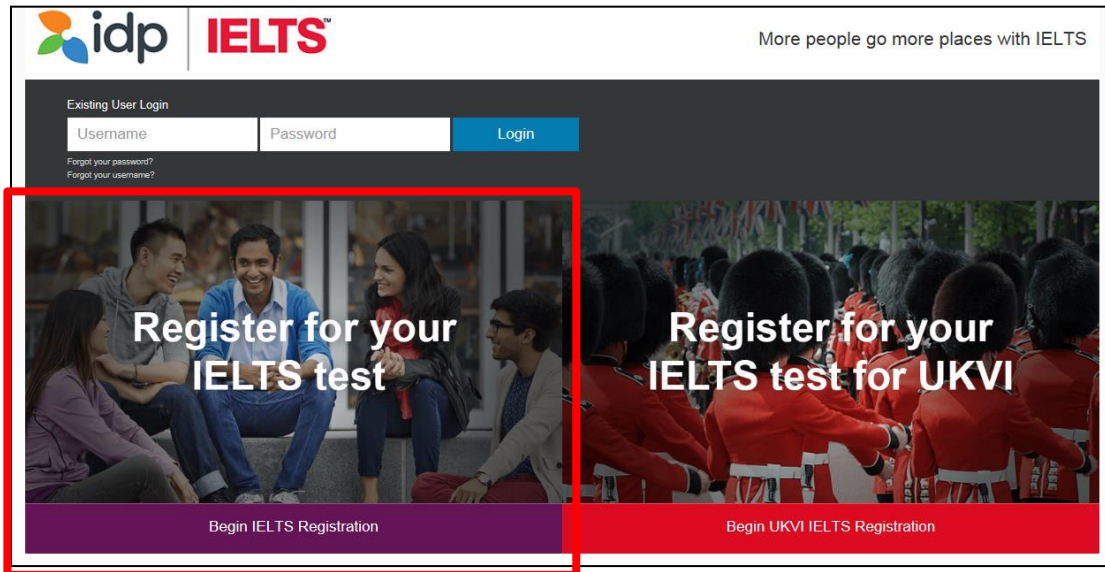 idp IELTS™
More people go more places with IELTS
Existing User Login
Username Password Login
Forgot your password?
Forgot your username?
Register for your
IELTS test
Register for your
IELTS test for UKVI
Begin IELTS Registration
Begin UKVI IELTS Registration